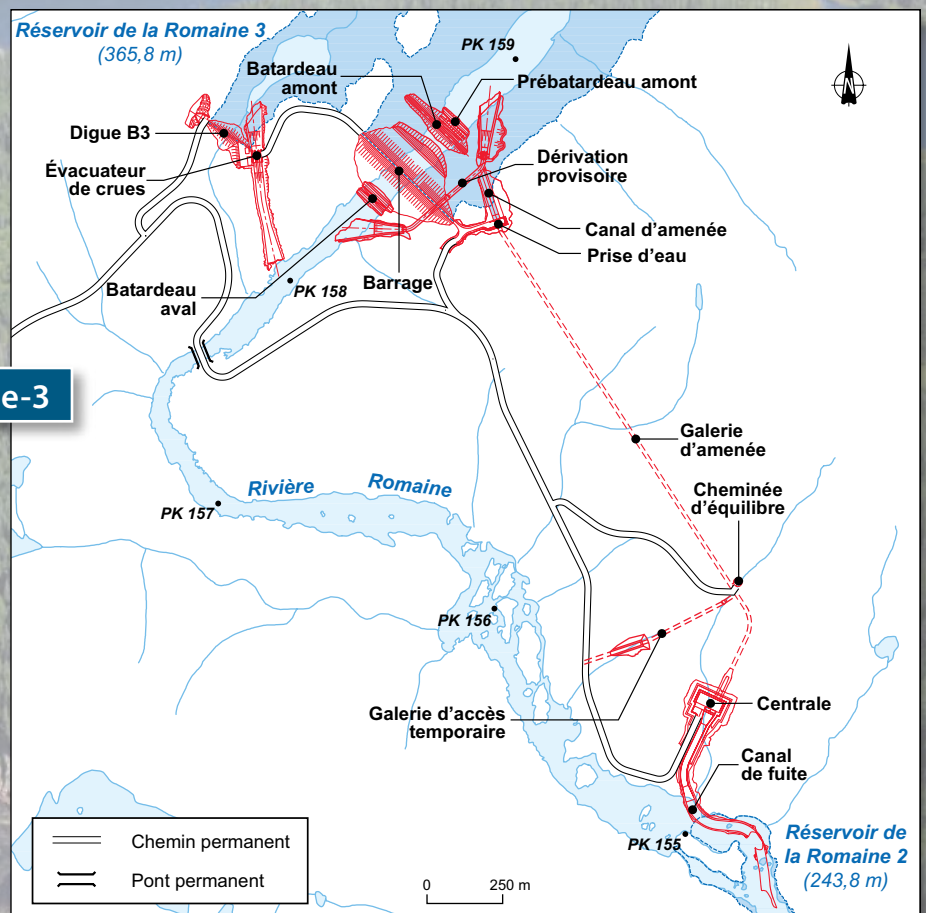 Réservoir de la Romaine 3
(365,8 m)
PK 159
Batardeau
amont
Prébatardeau amont
Digue B3
Évacuateur
de crues
Dérivation
provisoire
Canal d'amenée
Prise d'eau
Batardeau
aval
PK 158
Barrage
e-3
Galerie
d'amenée
Rivière Romaine
Cheminée
d'équilibre
PK 157
PK 156
Galerie d'accès
temporaire
Centrale
Canal
de fuite
PK 155
Réservoir de
la Romaine 2
(243,8 m)
Chemin permanent
Pont permanent
0 250 m